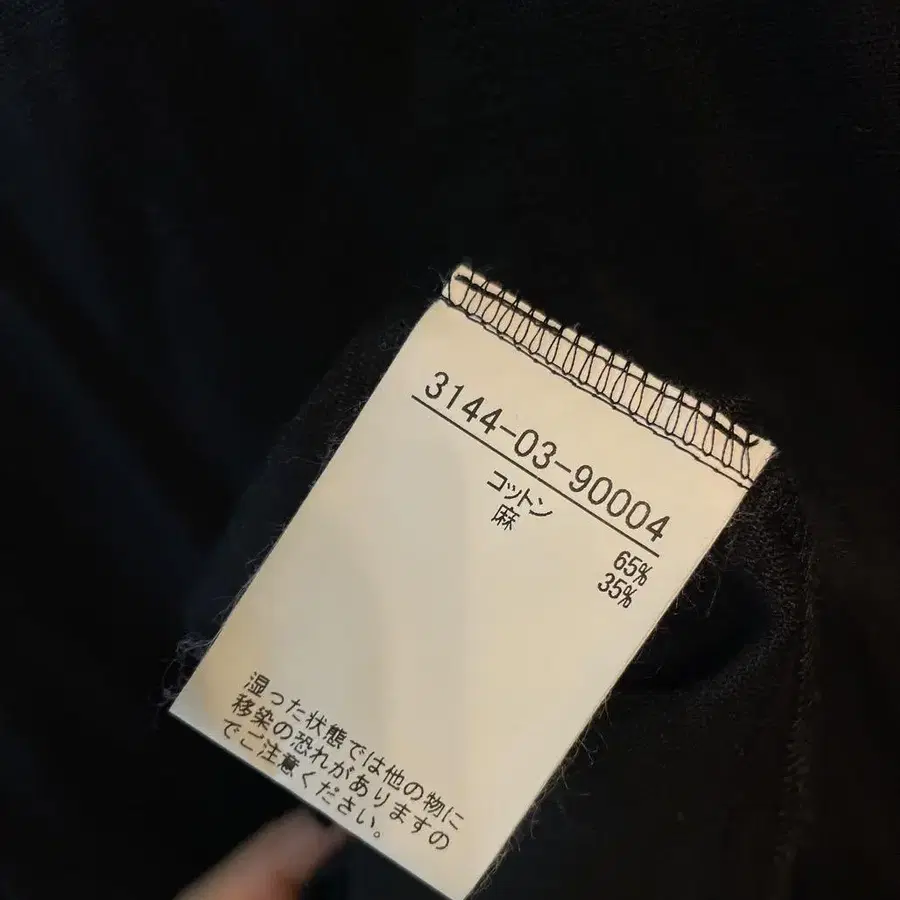 3144-03-90004
コットン 65%
麻 35%
湿った状態では他の物に
移染の恐れがありますの
でご注意ください。